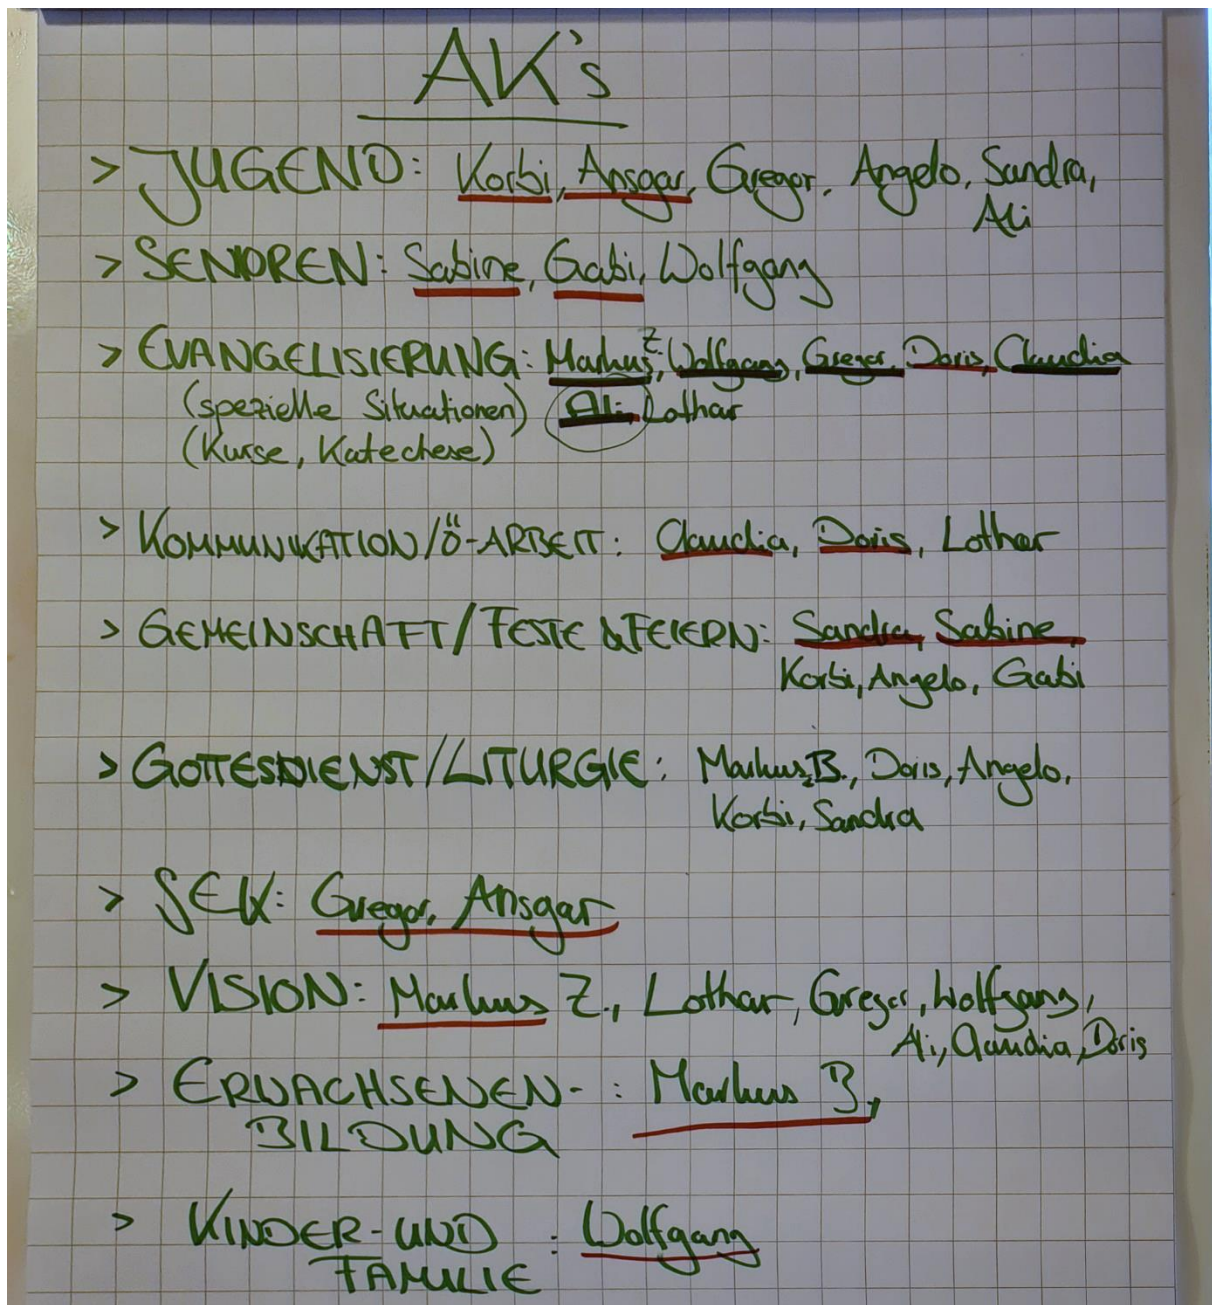 AK's
> JUGEND: Korbi, Ansgar, Gregor, Angelo, Sandra,
Ali
> SENIOREN: Sabine, Gabi, Wolfgang
> EVANGELISIERUNG: Markus Z., Wolfgang, Gregor, Doris, Claudia
(spezielle Situationen) Ali, Lothar
(Kurse, Katechese)
> KOMMUNIKATION/Ö-ARBEIT: Claudia, Doris, Lothar
> GEMEINSCHAFT/FESTE & FEIERN: Sandra, Sabine,
Korbi, Angelo, Gabi
> GOTTESDIENST/LITURGIE: Markus B., Doris, Angelo,
Korbi, Sandra
> SEK: Gregor, Ansgar
> VISION: Markus Z., Lothar, Gregor, Wolfgang,
Ali, Claudia, Doris
> ERWACHSENEN- : Markus B,
BILDUNG
> KINDER-UND : Wolfgang
FAMILIE